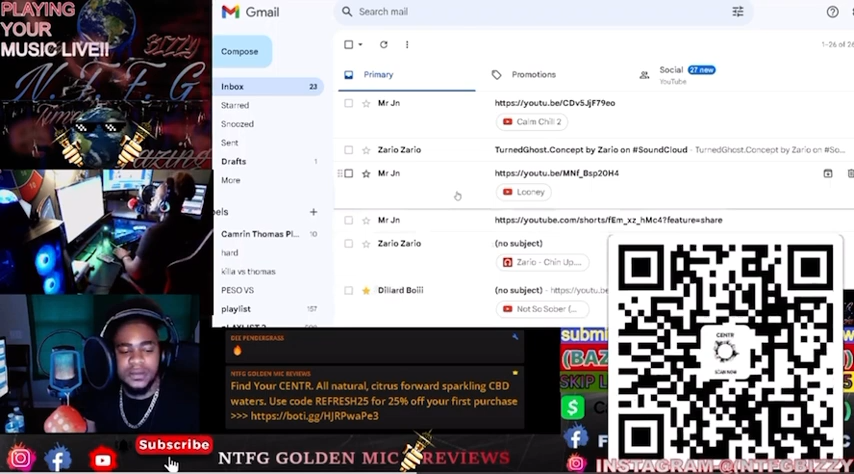 PLAYING
YOUR
MUSIC LIVE!!
BIZZY
N.T.F.G
Gmail
Search mail
Compose
1-26 of 26
Primary
Promotions
Social
27 new
YouTube
Inbox 23
Starred
Snoozed
Sent
Drafts 1
More
Camrin Thomas Pl... 10
hard
killa vs thomas
PESO VS
playlist 157
Mr Jn https://youtu.be/CDv5JjF79eo
Calm Chill 2
Zario Zario TurnedGhost.Concept by Zario on #SoundCloud - TurnedGhost.Concept by Zario on #So...
Mr Jn https://youtu.be/MNf_Bsp20H4
Looney
Mr Jn https://youtube.com/shorts/fEm_xz_hMc4?feature=share
Zario Zario (no subject)
Zario - Chin Up....
Dillard Boiii (no subject) - https://youtu.be
Not So Sober (...
CENTR
SCAN NOW
DEE PENDERGRASS
NTFG GOLDEN MIC REVIEWS
Find Your CENTR. All natural, citrus forward sparkling CBD
waters. Use code REFRESH25 for 25% off your first purchase
>>> https://boti.gg/HJRPwaPe3
submi
(BAZ
SKIP L
Subscribe
NTFG GOLDEN MIC REVIEWS
INSTAGRAM-@NTFGBIZZY